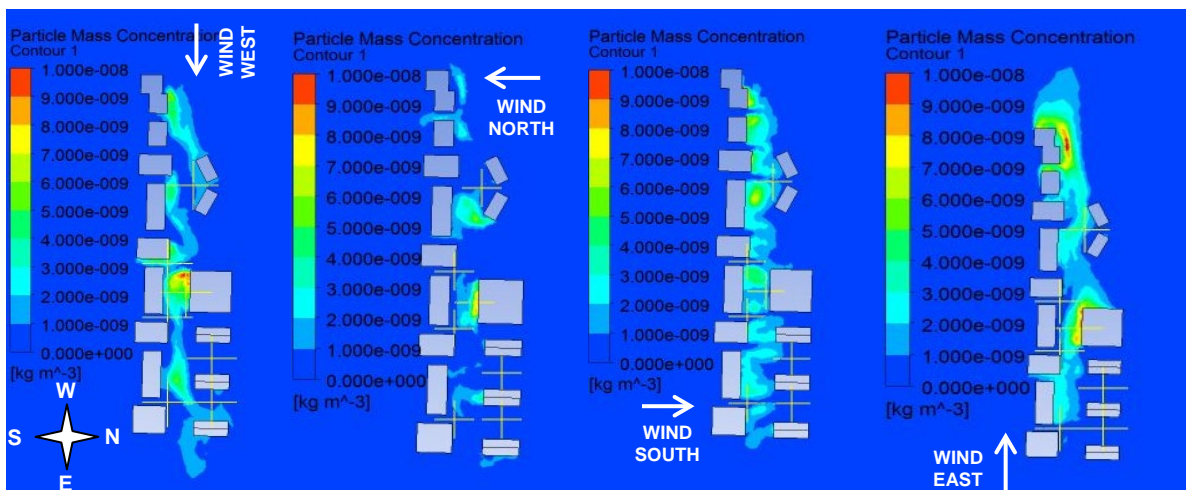 Particle Mass Concentration
Contour 1
1.000e-008
9.000e-009
8.000e-009
7.000e-009
6.000e-009
5.000e-009
4.000e-009
3.000e-009
2.000e-009
1.000e-009
0.000e+000
[kg m^-3]
WIND
WEST
W
S
N
E
Particle Mass Concentration
Contour 1
1.000e-008
9.000e-009
8.000e-009
7.000e-009
6.000e-009
5.000e-009
4.000e-009
3.000e-009
2.000e-009
1.000e-009
0.000e+000
[kg m^-3]
WIND
NORTH
Particle Mass Concentration
Contour 1
1.000e-008
9.000e-009
8.000e-009
7.000e-009
6.000e-009
5.000e-009
4.000e-009
3.000e-009
2.000e-009
1.000e-009
0.000e+000
[kg m^-3]
WIND
SOUTH
Particle Mass Concentration
Contour 1
1.000e-008
9.000e-009
8.000e-009
7.000e-009
6.000e-009
5.000e-009
4.000e-009
3.000e-009
2.000e-009
1.000e-009
0.000e+000
[kg m^-3]
WIND
EAST